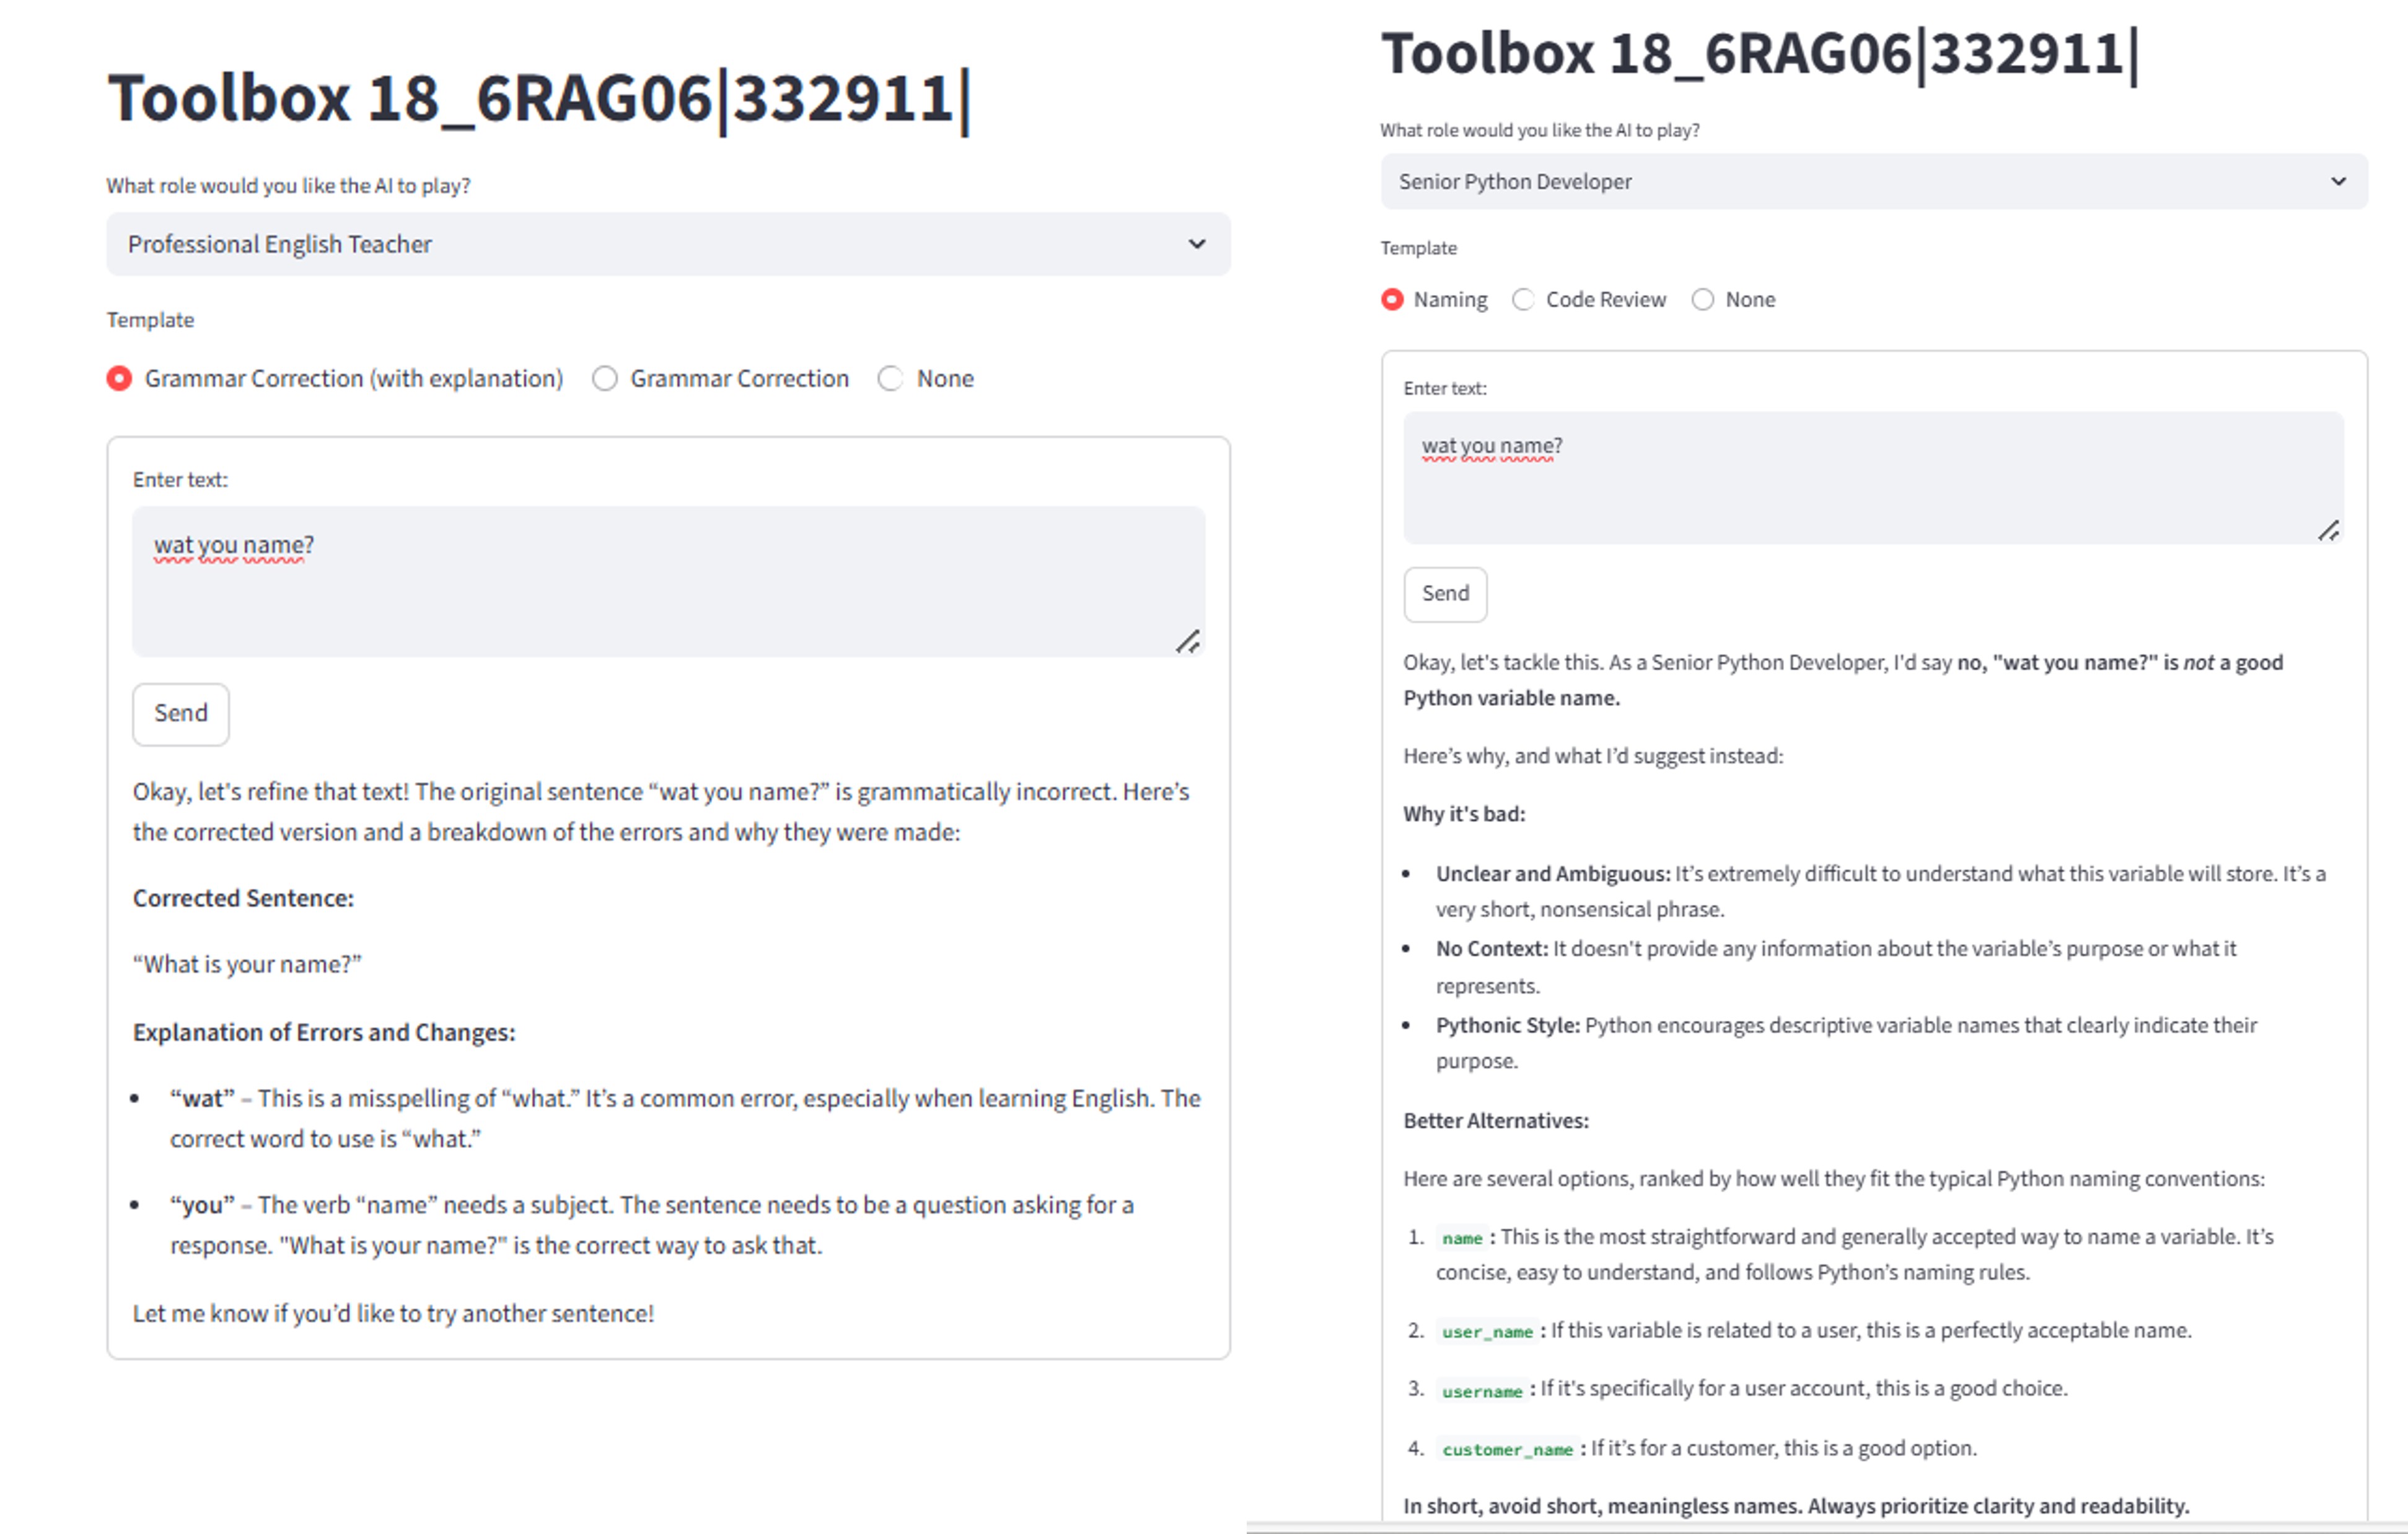 Toolbox 18_6RAG06|332911|
What role would you like the AI to play?
Professional English Teacher
Template
Grammar Correction (with explanation) Grammar Correction None
Enter text:
wat you name?
Send
Okay, let's refine that text! The original sentence “wat you name?” is grammatically incorrect. Here’s
the corrected version and a breakdown of the errors and why they were made:
Corrected Sentence:
“What is your name?”
Explanation of Errors and Changes:
• “wat” – This is a misspelling of “what.” It’s a common error, especially when learning English. The
correct word to use is “what.”
• “you” – The verb “name” needs a subject. The sentence needs to be a question asking for a
response. "What is your name?" is the correct way to ask that.
Let me know if you’d like to try another sentence!
Toolbox 18_6RAG06|332911|
What role would you like the AI to play?
Senior Python Developer
Template
Naming Code Review None
Enter text:
wat you name?
Send
Okay, let's tackle this. As a Senior Python Developer, I'd say no, "wat you name?" is not a good
Python variable name.
Here’s why, and what I’d suggest instead:
Why it's bad:
• Unclear and Ambiguous: It’s extremely difficult to understand what this variable will store. It’s a
very short, nonsensical phrase.
• No Context: It doesn't provide any information about the variable’s purpose or what it
represents.
• Pythonic Style: Python encourages descriptive variable names that clearly indicate their
purpose.
Better Alternatives:
Here are several options, ranked by how well they fit the typical Python naming conventions:
1. name : This is the most straightforward and generally accepted way to name a variable. It’s
concise, easy to understand, and follows Python’s naming rules.
2. user_name : If this variable is related to a user, this is a perfectly acceptable name.
3. username : If it's specifically for a user account, this is a good choice.
4. customer_name : If it’s for a customer, this is a good option.
In short, avoid short, meaningless names. Always prioritize clarity and readability.